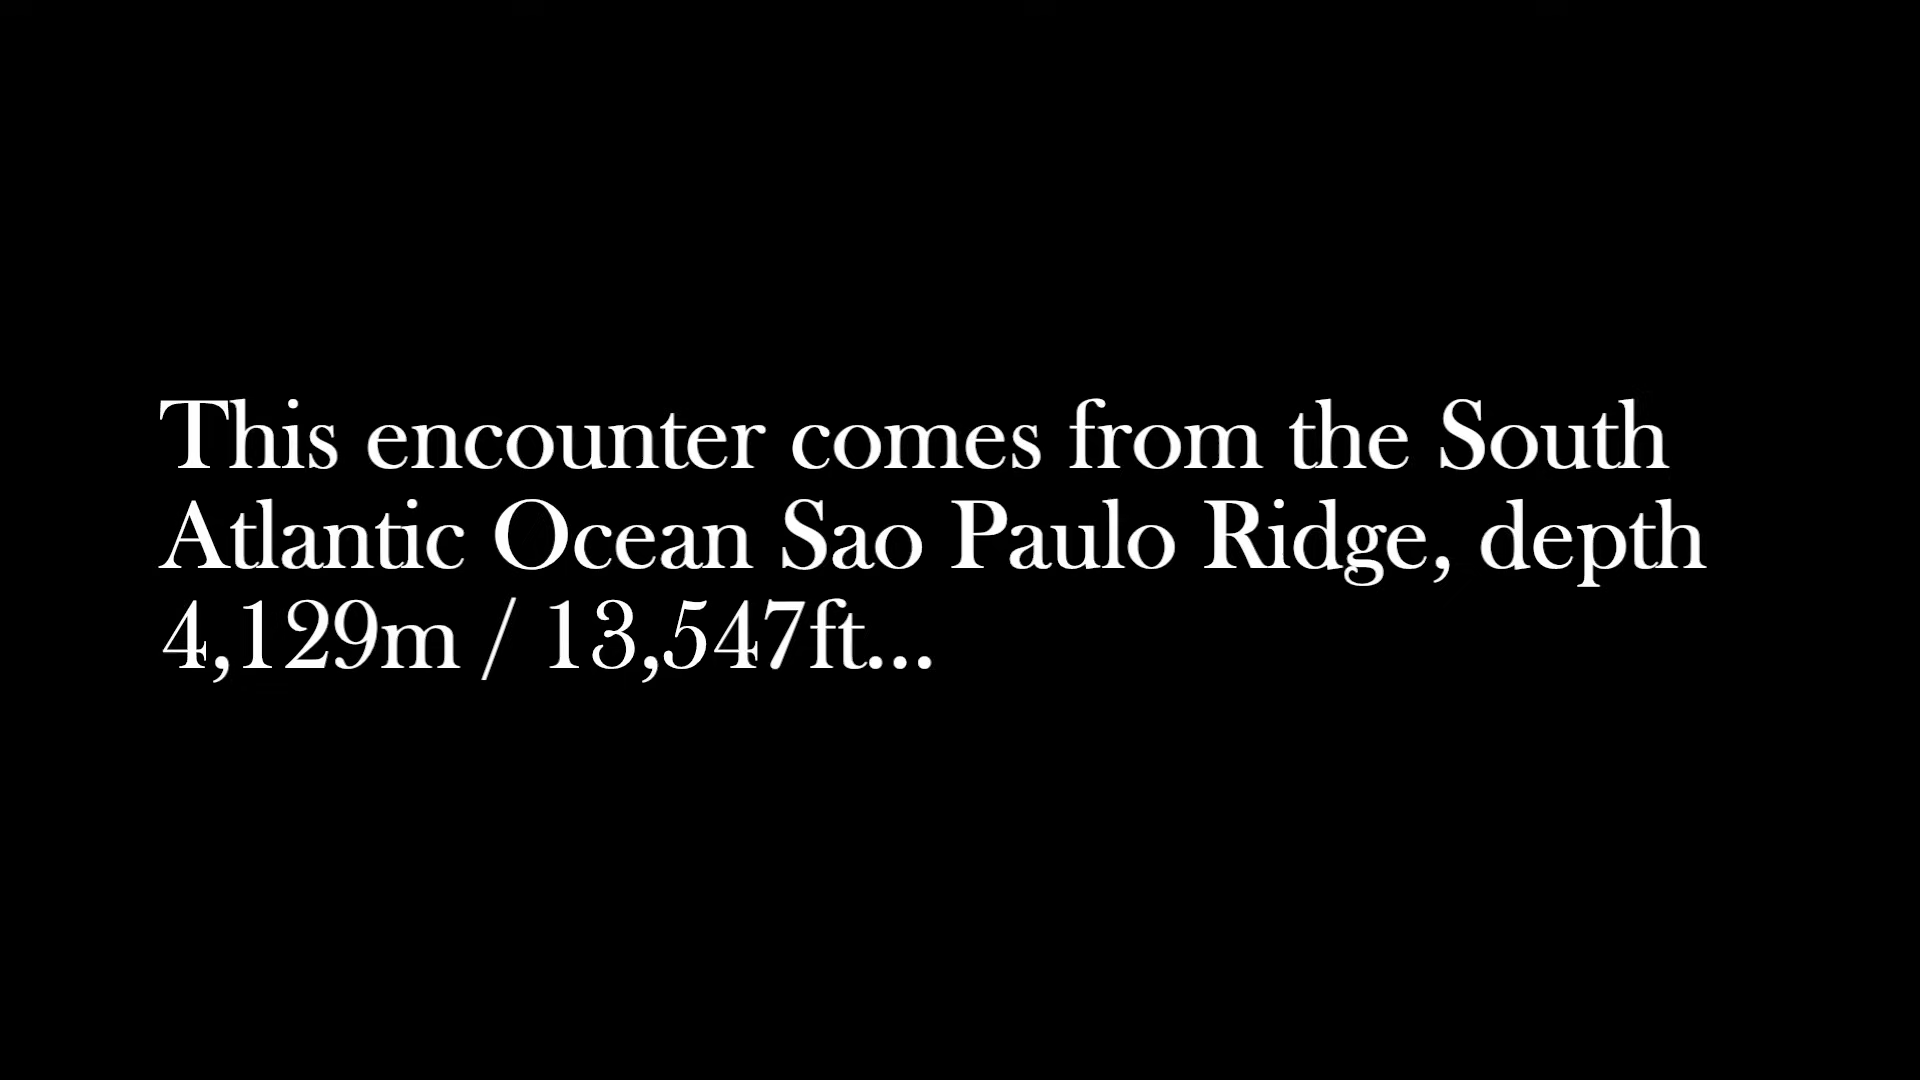 This encounter comes from the South
Atlantic Ocean Sao Paulo Ridge, depth
4,129m / 13,547ft...